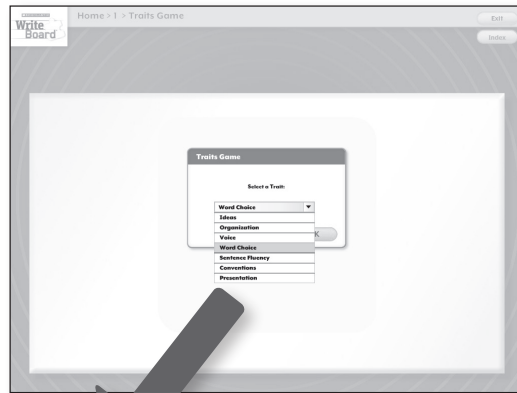 SCHOLASTIC
Write
Board
Home > 1 > Traits Game
Exit
Index
Traits Game
Select a Trait:
Word Choice
Ideas
Organization
Voice
K
Word Choice
Sentence Fluency
Conventions
Presentation